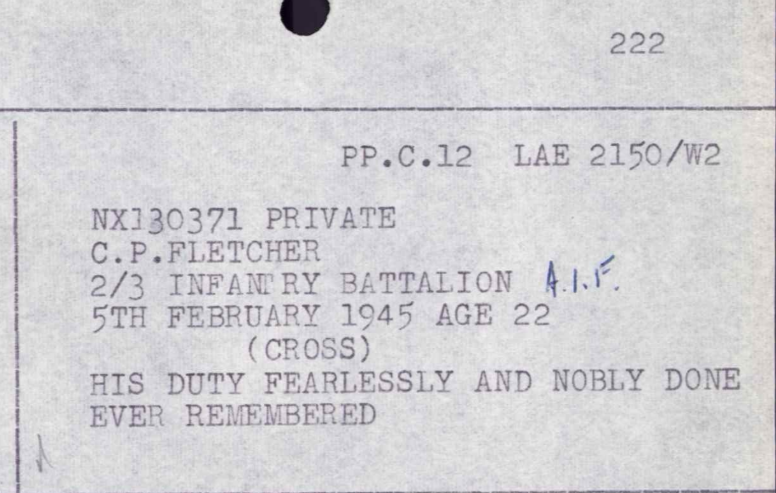 222
PP.C.12 LAE 2150/W2
NX130371 PRIVATE
C.P.FLETCHER
2/3 INFANTRY BATTALION A.I.F.
5TH FEBRUARY 1945 AGE 22
(CROSS)
HIS DUTY FEARLESSLY AND NOBLY DONE
EVER REMEMBERED